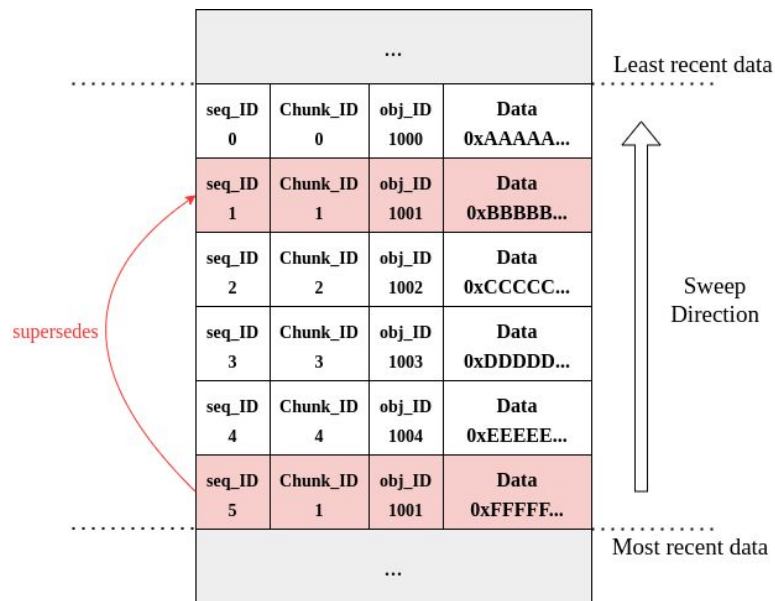 ...
Least recent data
seq_ID Chunk_ID obj_ID Data
0 0 1000 0xAAAAA...
seq_ID Chunk_ID obj_ID Data
1 1 1001 0xBBBBB...
seq_ID Chunk_ID obj_ID Data
2 2 1002 0xCCCCC...
Sweep
Direction
supersedes
seq_ID Chunk_ID obj_ID Data
3 3 1003 0xDDDDD...
seq_ID Chunk_ID obj_ID Data
4 4 1004 0xEEEEE...
seq_ID Chunk_ID obj_ID Data
5 1 1001 0xFFFFF...
Most recent data
...